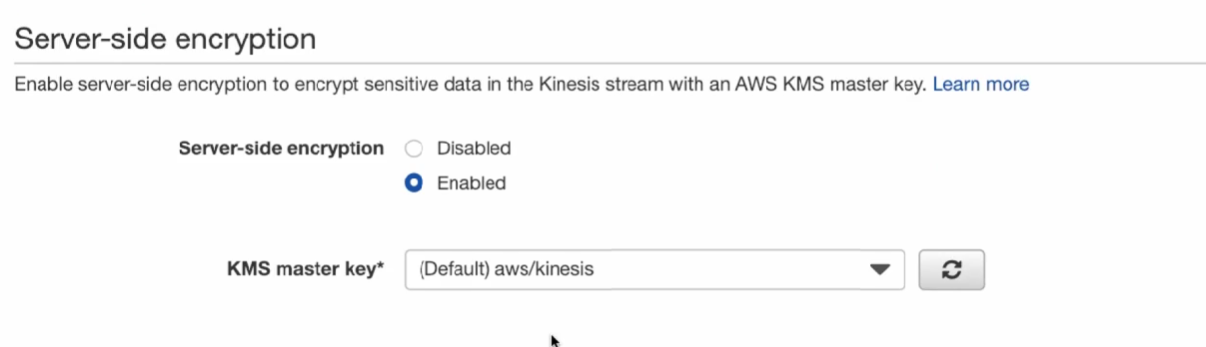 Server-side encryption
Enable server-side encryption to encrypt sensitive data in the Kinesis stream with an AWS KMS master key. Learn more
Server-side encryption Disabled
Enabled
KMS master key* (Default) aws/kinesis